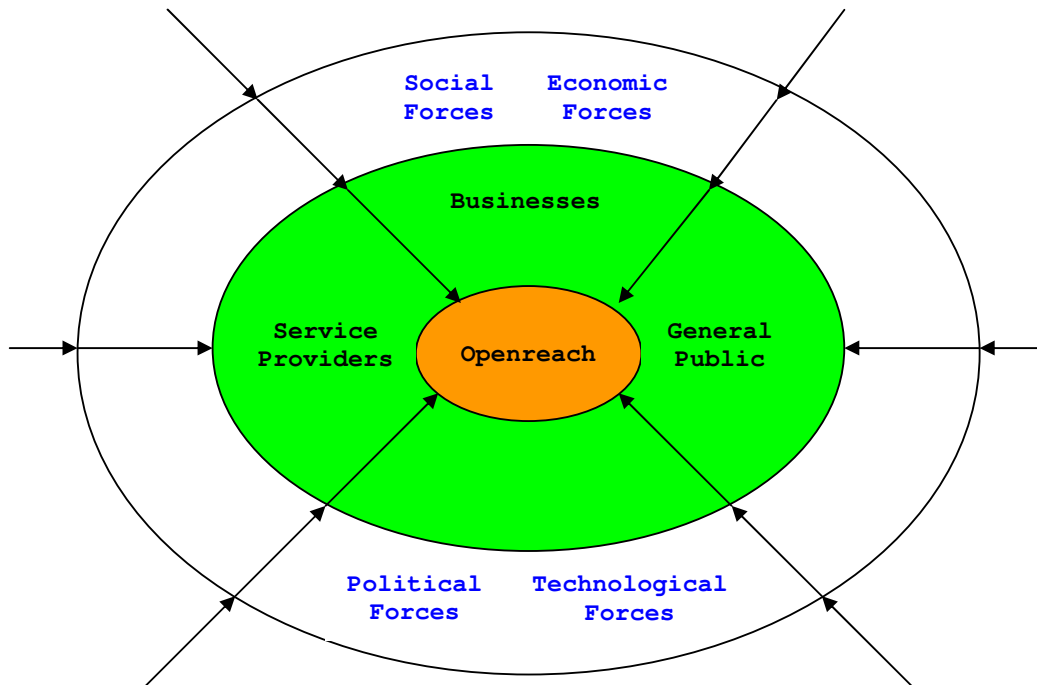 Social Forces
Economic Forces
Businesses
Service Providers
Openreach
General Public
Political Forces
Technological Forces